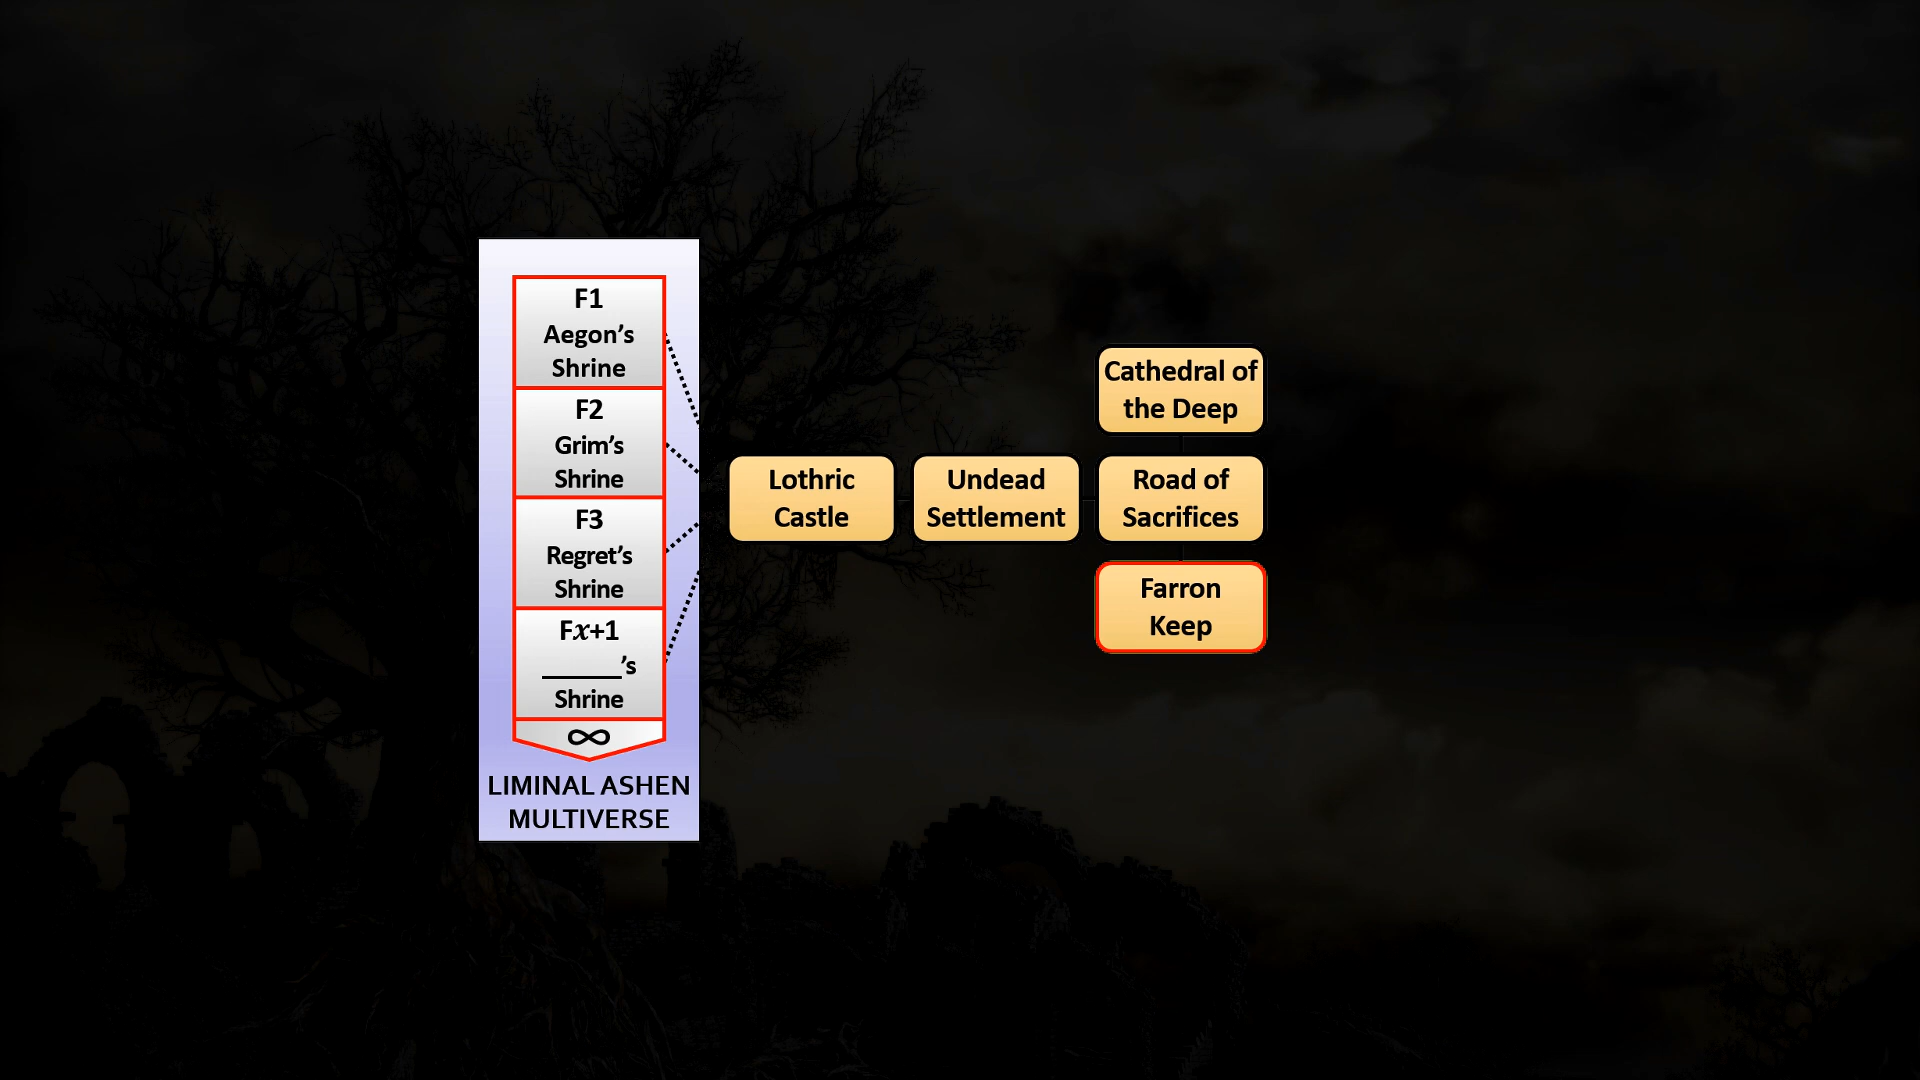 F1
Aegon’s
Shrine
F2
Grim’s
Shrine
F3
Regret’s
Shrine
F𝑥+1
______’s
Shrine
∞
LIMINAL ASHEN
MULTIVERSE
Lothric
Castle
Undead
Settlement
Cathedral of
the Deep
Road of
Sacrifices
Farron
Keep